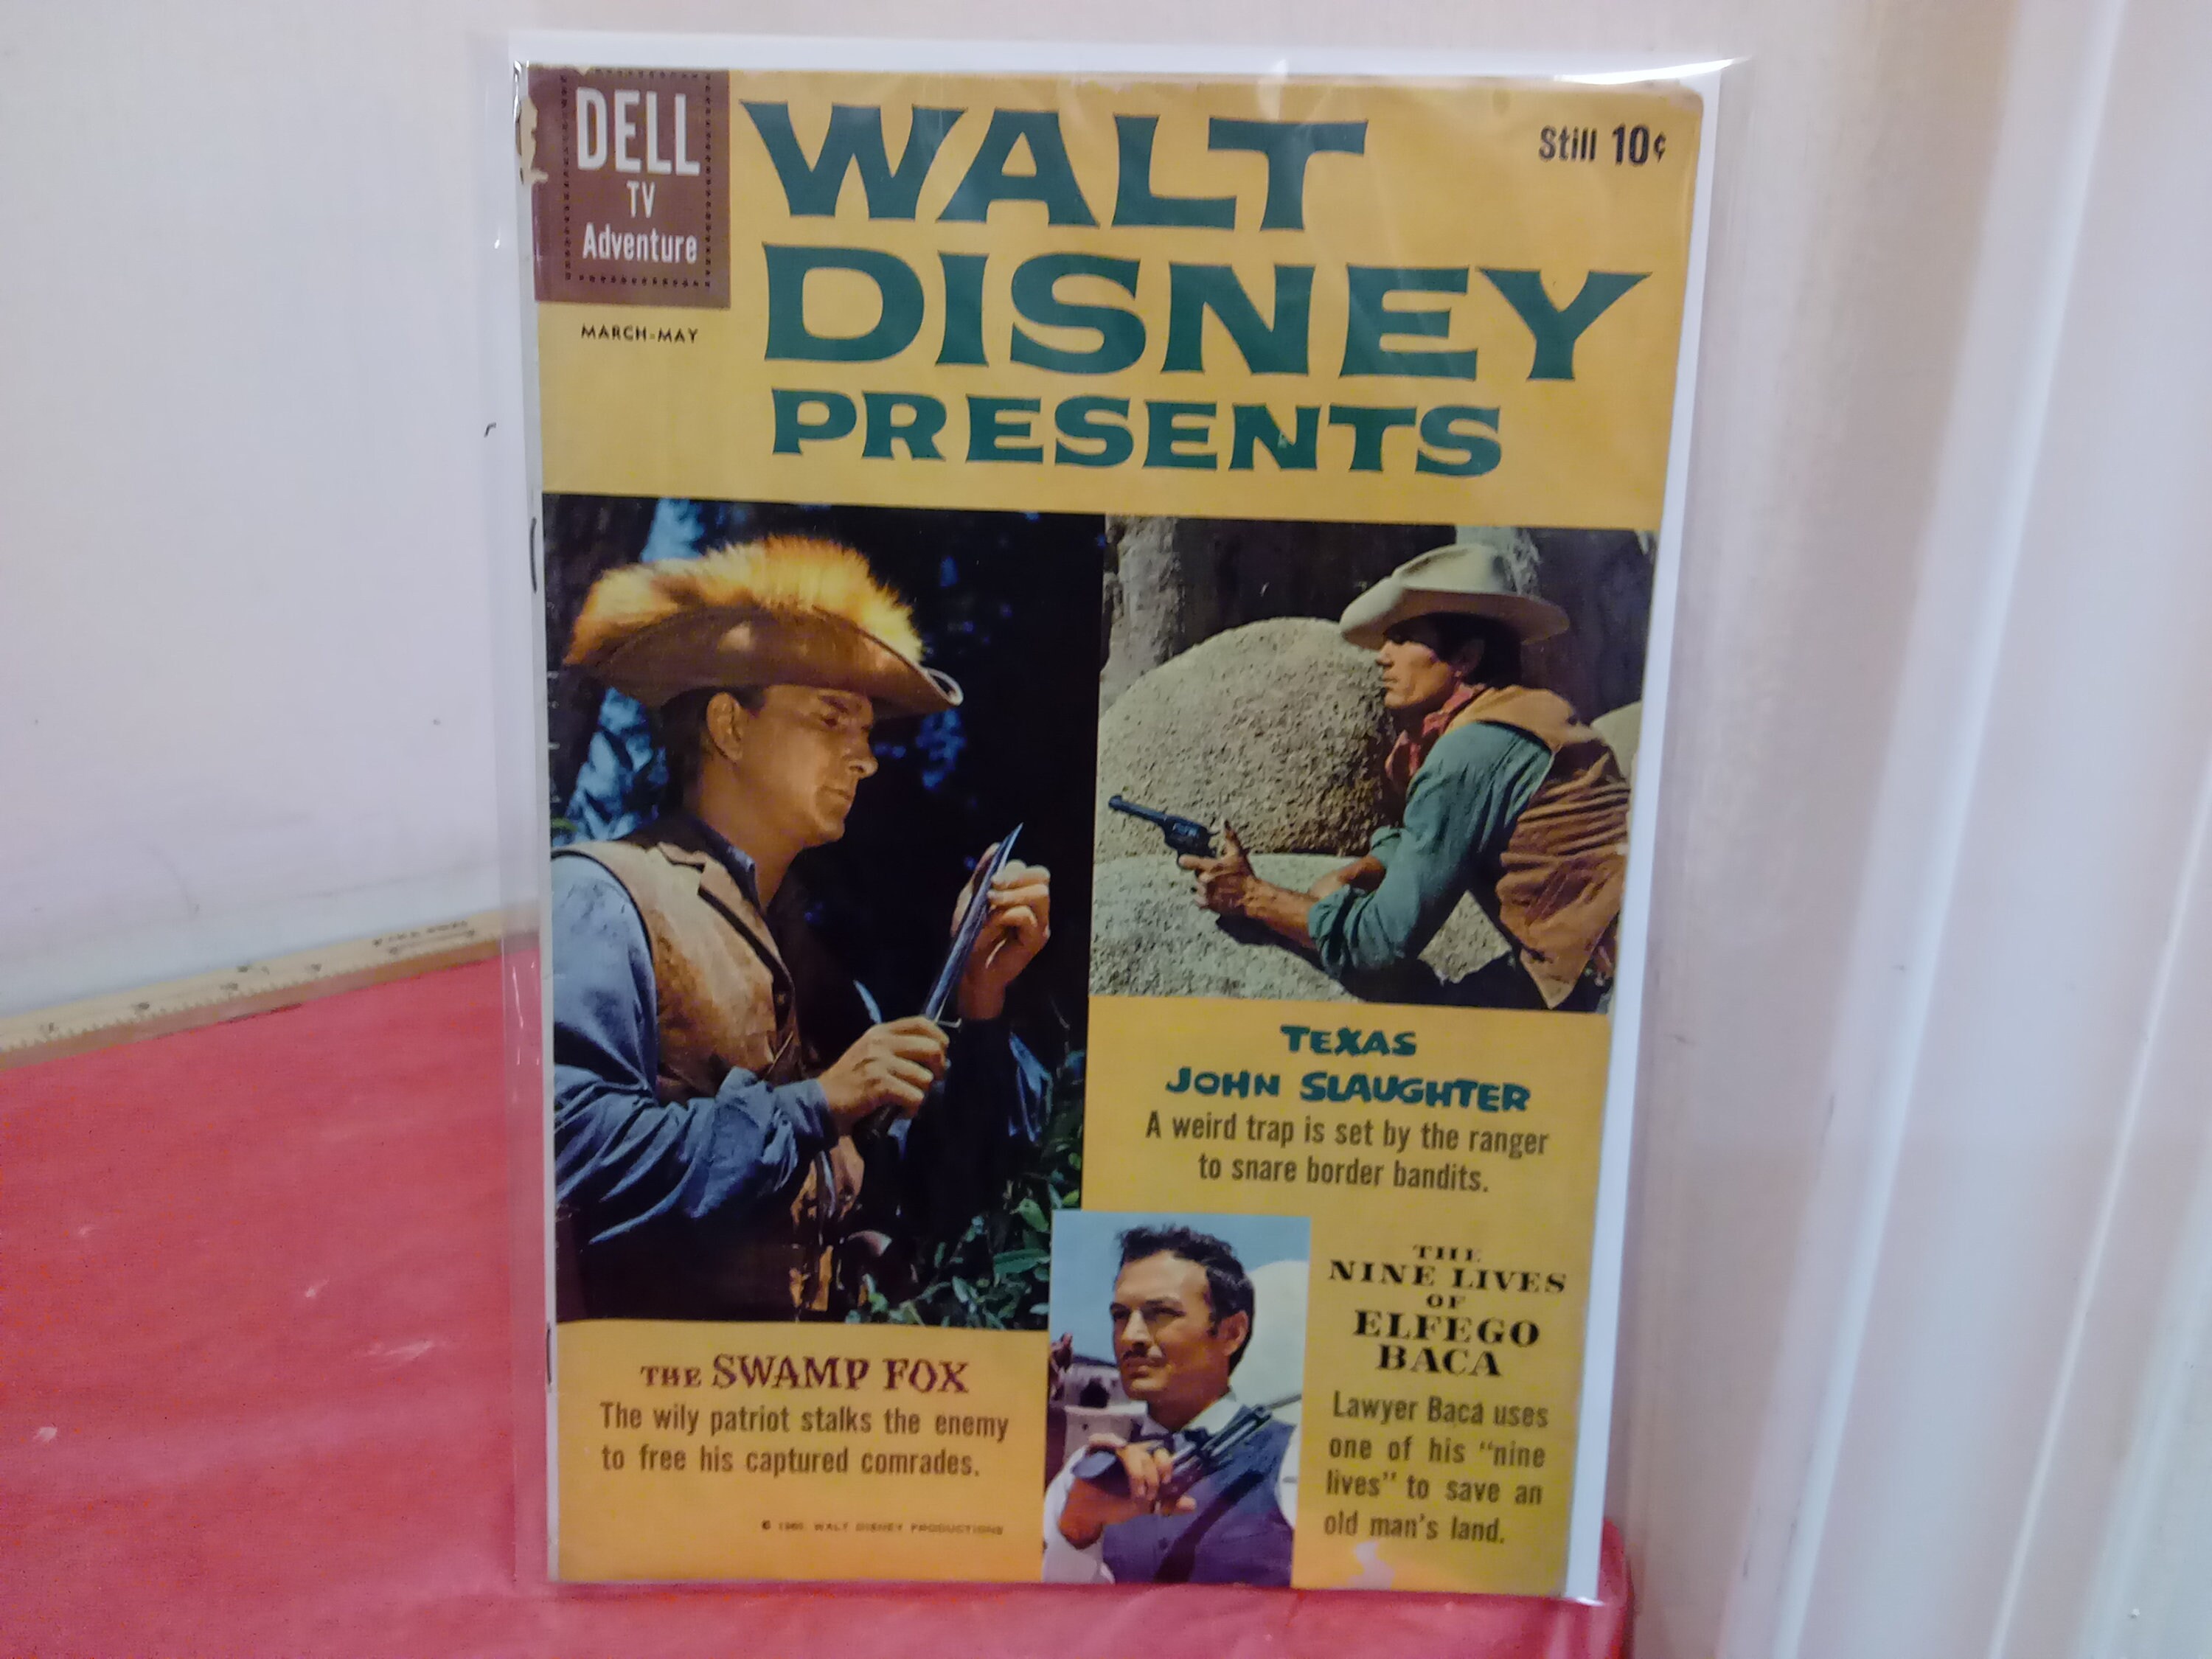 DELL
TV
Adventure
MARCH-MAY
WALT
DISNEY
PRESENTS
Still 10¢
TEXAS
JOHN SLAUGHTER
A weird trap is set by the ranger
to snare border bandits.
THE SWAMP FOX
The wily patriot stalks the enemy
to free his captured comrades.
© 1960, WALT DISNEY PRODUCTIONS
THE
NINE LIVES
OF
ELFEGO
BACA
Lawyer Baca uses
one of his "nine
lives" to save an
old man's land.